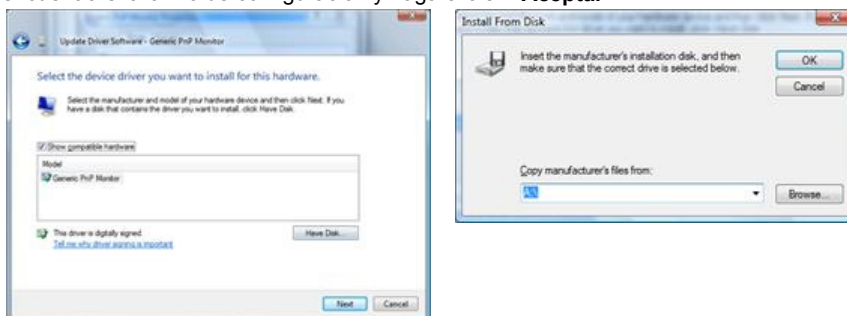 Update Driver Software - Generic PnP Monitor
Select the device driver you want to install for this hardware.
Select the manufacturer and model of your hardware device and then click Next. If you
have a disk that contains the driver you want to install, click Have Disk.
Show compatible hardware
Model
Generic PnP Monitor
This driver is digitally signed.
Tell me why driver signing is important
Have Disk...
Next
Cancel
Install From Disk
Insert the manufacturer's installation disk, and then
make sure that the correct drive is selected below.
OK
Cancel
Copy manufacturer's files from:
A:\
Browse...